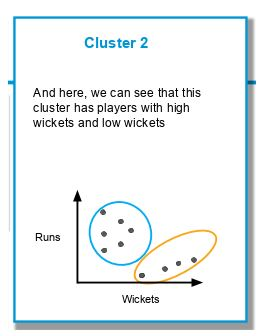 Cluster 2
And here, we can see that this
cluster has players with high
wickets and low wickets
Runs
Wickets